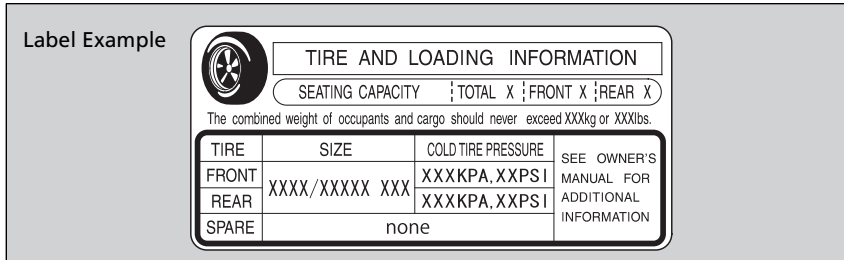 Label Example
TIRE AND LOADING INFORMATION
SEATING CAPACITY TOTAL X FRONT X REAR X
The combined weight of occupants and cargo should never exceed XXXkg or XXXlbs.
TIRE SIZE COLD TIRE PRESSURE
FRONT XXXX/XXXXX XXX XXXKPA,XXPSI
REAR XXXKPA,XXPSI
SPARE none
SEE OWNER'S
MANUAL FOR
ADDITIONAL
INFORMATION